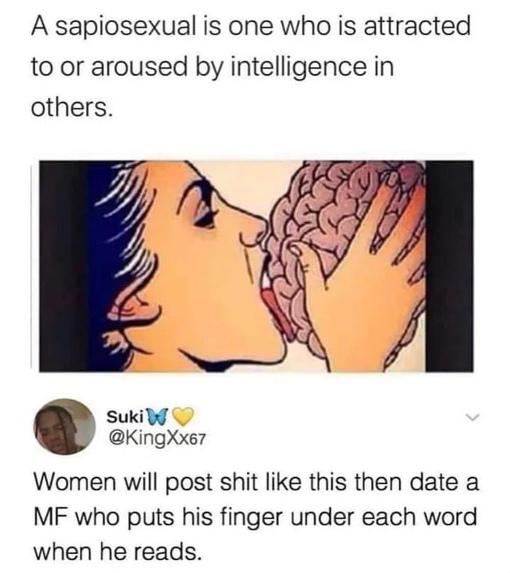 A sapiosexual is one who is attracted
to or aroused by intelligence in
others.
Suki🦋💛
@KingXx67
Women will post shit like this then date a
MF who puts his finger under each word
when he reads.